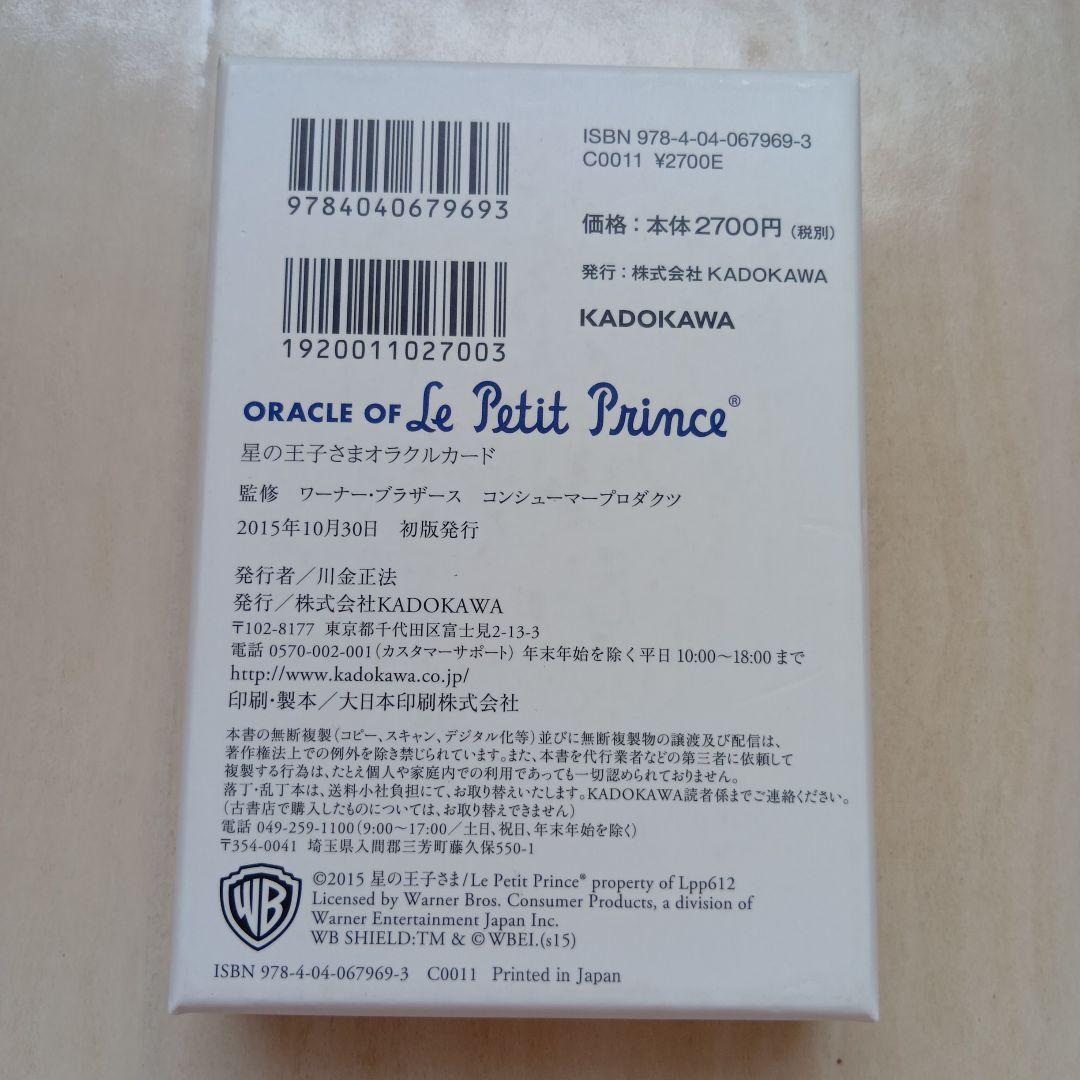 9784040679693
ISBN 978-4-04-067969-3
C0011 ¥2700E
価格：本体2700円（税別）
発行：株式会社KADOKAWA
KADOKAWA
1920011027003
ORACLE OF Le Petit Prince®
星の王子さまオラクルカード
監修 ワーナー・ブラザース コンシューマープロダクツ
2015年10月30日 初版発行
発行者／川金正法
発行／株式会社KADOKAWA
〒102-8177 東京都千代田区富士見2-13-3
電話 0570-002-001（カスタマーサポート） 年末年始を除く平日 10:00～18:00 まで
http://www.kadokawa.co.jp/
印刷・製本／大日本印刷株式会社
本書の無断複製（コピー、スキャン、デジタル化等）並びに無断複製物の譲渡及び配信は、
著作権法上での例外を除き禁じられています。また、本書を代行業者などの第三者に依頼して
複製する行為は、たとえ個人や家庭内での利用であっても一切認められておりません。
落丁・乱丁本は、送料小社負担にて、お取り替えいたします。KADOKAWA読者係までご連絡ください。
（古書店で購入したものについては、お取り替えできません）
電話 049-259-1100（9:00～17:00／土日、祝日、年末年始を除く）
〒354-0041 埼玉県入間郡三芳町藤久保550-1
WB
©2015 星の王子さま/Le Petit Prince® property of Lpp612
Licensed by Warner Bros. Consumer Products, a division of
Warner Entertainment Japan Inc.
WB SHIELD:TM & © WBEI.(s15)
ISBN 978-4-04-067969-3 C0011 Printed in Japan